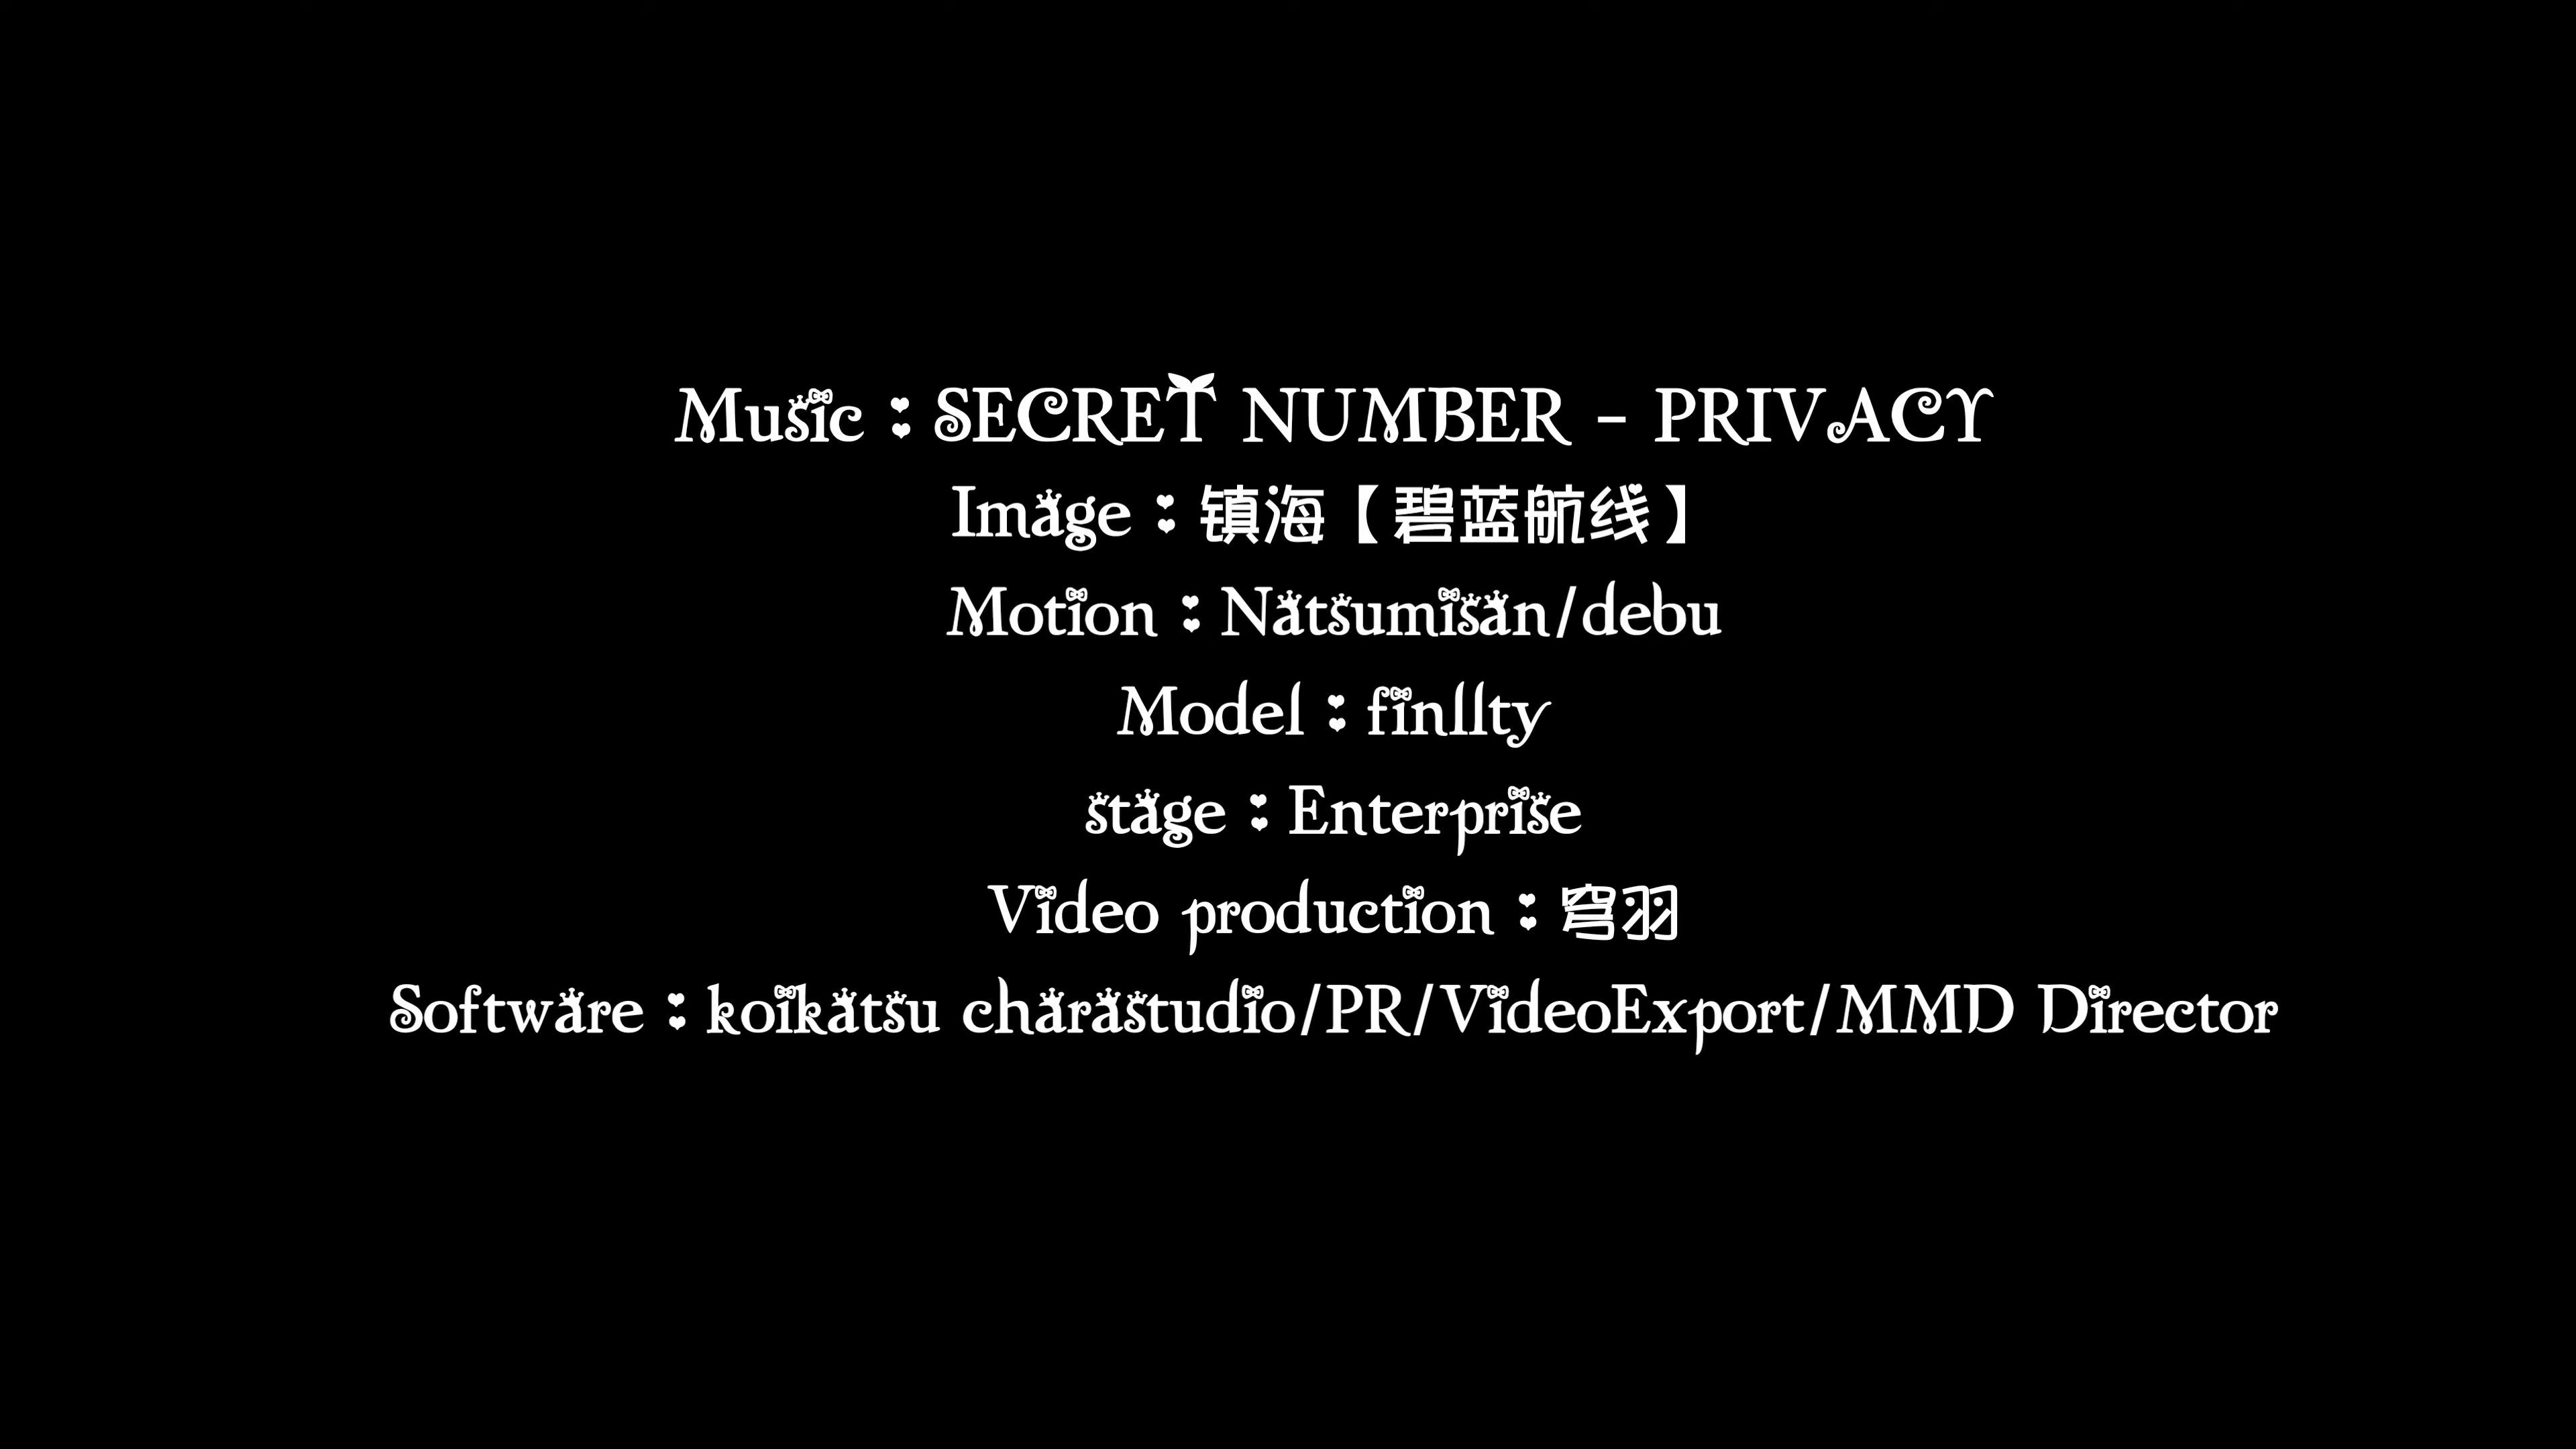 Music：SECRET NUMBER - PRIVACY
Image：镇海【碧蓝航线】
Motion：Natsumisan/debu
Model：finllty
stage：Enterprise
Video production：穹羽
Software：koikatsu charastudio/PR/VideoExport/MMD Director